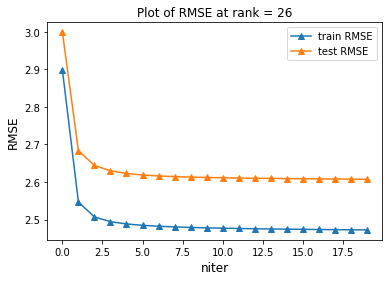 Plot of RMSE at rank = 26
train RMSE
test RMSE
RMSE
3.0
2.9
2.8
2.7
2.6
2.5
0.0 2.5 5.0 7.5 10.0 12.5 15.0 17.5
niter